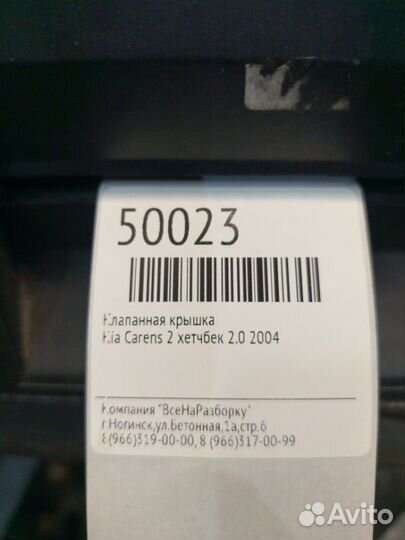 50023
Клапанная крышка
Kia Carens 2 хетчбек 2.0 2004
Компания "ВсеНаРазборку"
г.Ногинск,ул.Бетонная,1а,стр.6
8(966)319-00-00, 8 (966)317-00-99
Avito